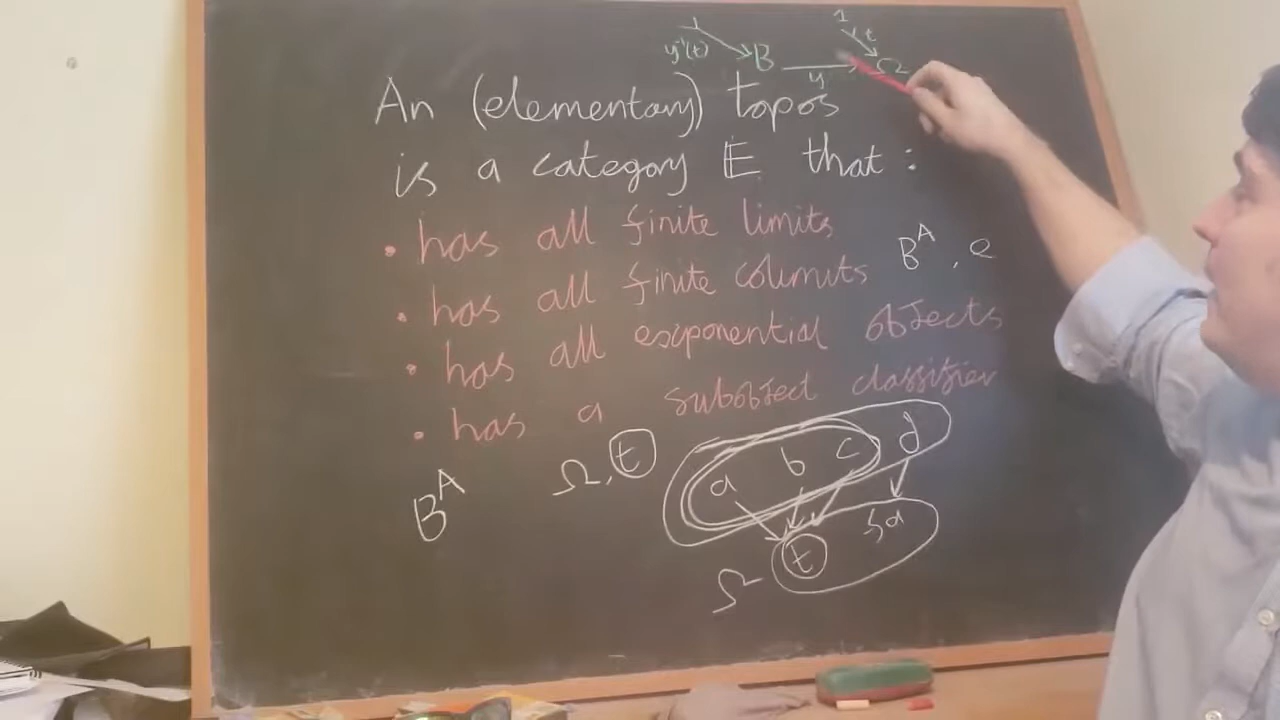 1
t
y⁻¹(t) B y Ω
An (elementary) topos
is a category E that :
• has all finite limits
• has all finite colimits
B^A , e
• has all exponential objects
• has a subobject classifier
B^A
Ω, t
a b c d
t
Ω